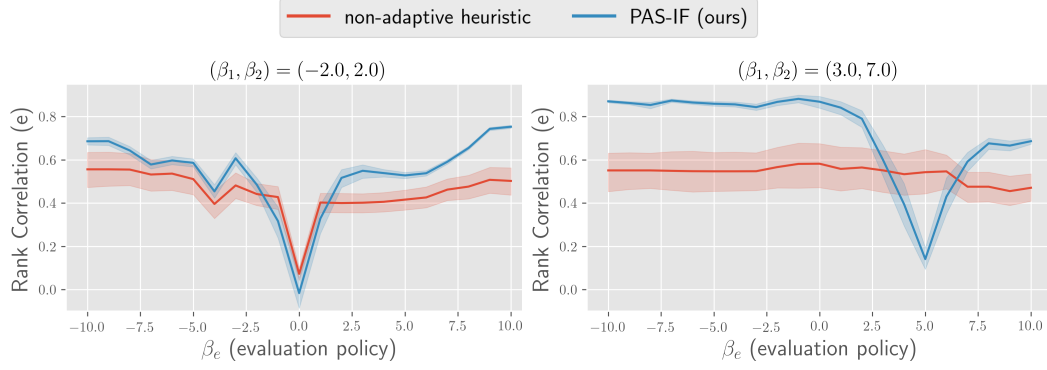 non-adaptive heuristic PAS-IF (ours)
(β₁, β₂) = (−2.0, 2.0)
Rank Correlation (e)
0.8
0.6
0.4
0.2
0.0
−10.0 −7.5 −5.0 −2.5 0.0 2.5 5.0 7.5 10.0
βₑ (evaluation policy)
(β₁, β₂) = (3.0, 7.0)
Rank Correlation (e)
0.8
0.6
0.4
0.2
0.0
−10.0 −7.5 −5.0 −2.5 0.0 2.5 5.0 7.5 10.0
βₑ (evaluation policy)